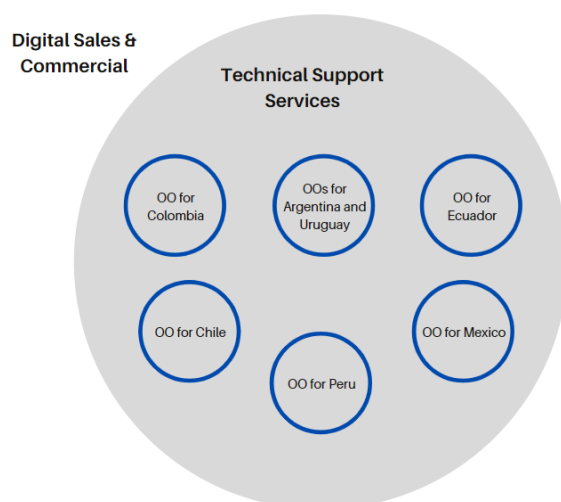 Digital Sales &
Commercial
Technical Support
Services
OO for
Colombia
OOs for
Argentina and
Uruguay
OO for
Ecuador
OO for Chile
OO for Peru
OO for Mexico